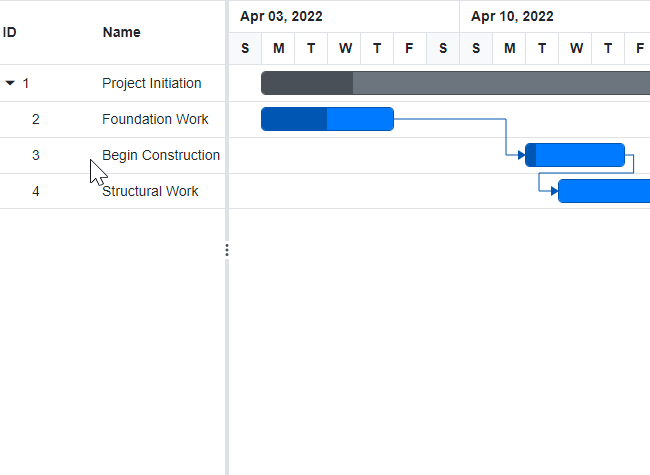 Apr 03, 2022 Apr 10, 2022
ID Name
S M T W T F S S M T W T F
1 Project Initiation
2 Foundation Work
3 Begin Construction
4 Structural Work